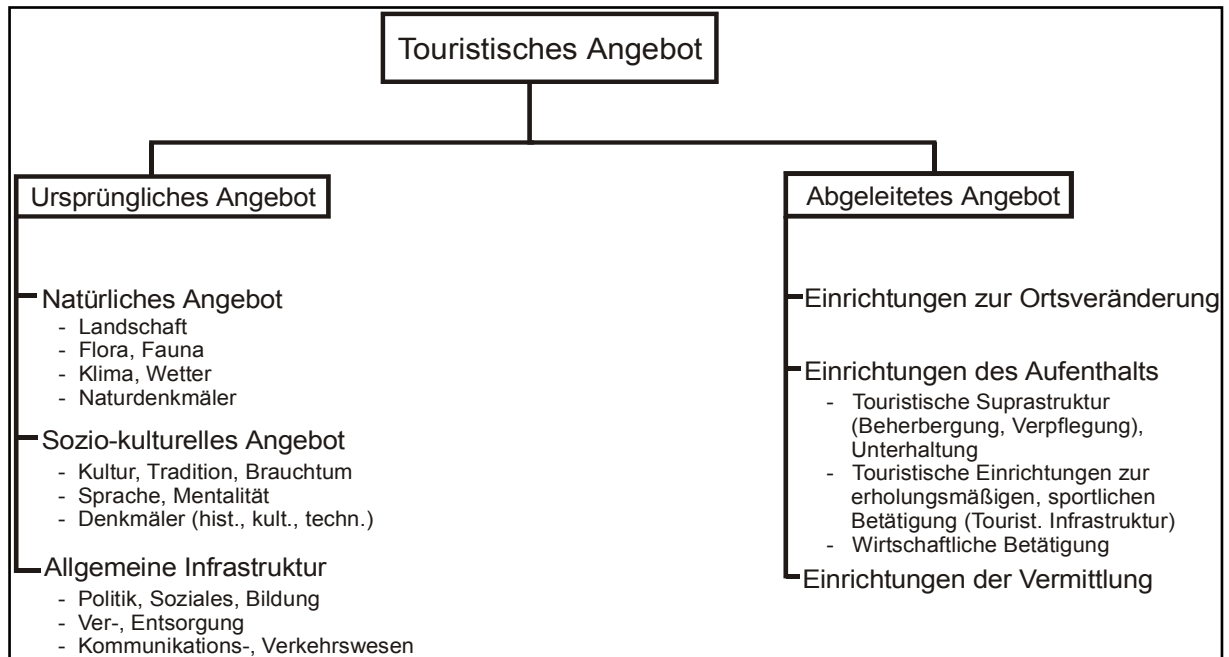 Touristisches Angebot
Ursprüngliches Angebot
Natürliches Angebot
- Landschaft
- Flora, Fauna
- Klima, Wetter
- Naturdenkmäler
Sozio-kulturelles Angebot
- Kultur, Tradition, Brauchtum
- Sprache, Mentalität
- Denkmäler (hist., kult., techn.)
Allgemeine Infrastruktur
- Politik, Soziales, Bildung
- Ver-, Entsorgung
- Kommunikations-, Verkehrswesen
Abgeleitetes Angebot
Einrichtungen zur Ortsveränderung
Einrichtungen des Aufenthalts
- Touristische Suprastruktur
(Beherbergung, Verpflegung),
Unterhaltung
- Touristische Einrichtungen zur
erholungsmäßigen, sportlichen
Betätigung (Tourist. Infrastruktur)
- Wirtschaftliche Betätigung
Einrichtungen der Vermittlung